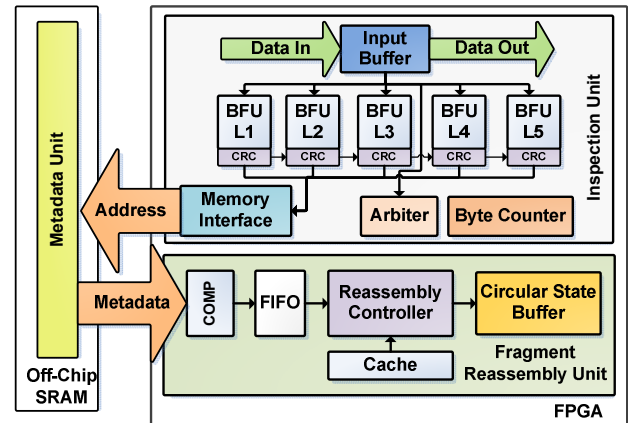 Data In
Input
Buffer
Data Out
BFU
L1
BFU
L2
BFU
L3
BFU
L4
BFU
L5
CRC
CRC
CRC
CRC
CRC
Inspection Unit
Metadata Unit
Address
Memory
Interface
Arbiter
Byte Counter
Metadata
COMP
FIFO
Reassembly
Controller
Circular State
Buffer
Cache
Fragment
Reassembly Unit
Off-Chip
SRAM
FPGA